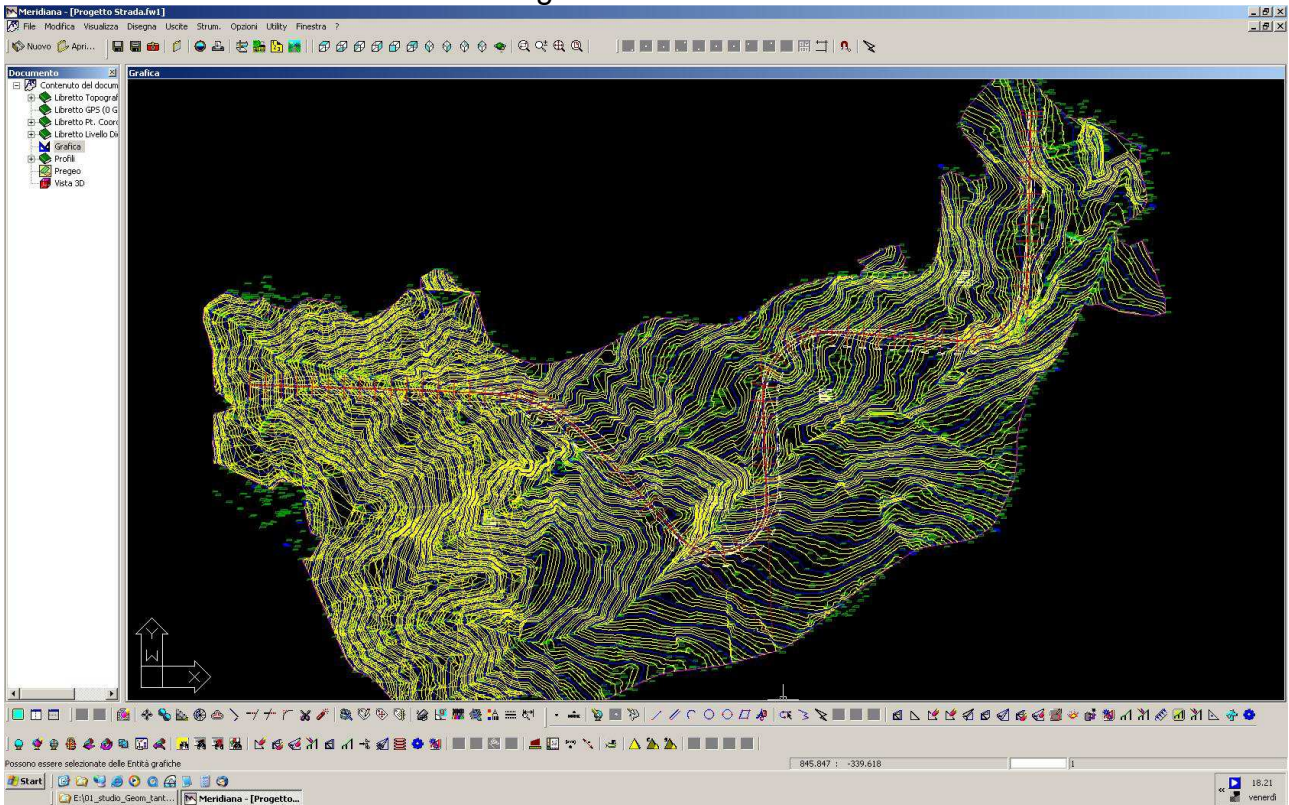 Meridiana - [Progetto Strada.fw1]
File Modifica Visualizza Disegna Uscite Strum. Opzioni Utility Finestra ?
Nuovo Apri...
Documento
Grafica
Contenuto del docum
Libretto Topograf
Libretto GPS (0 G
Libretto Pt. Coord
Libretto Livello Di
Grafica
Profili
Pregeo
Vista 3D
Y
W
X
Possono essere selezionate delle Entità grafiche
845.847 : -339.618
1
Start
18.21
E:\01_studio_Geom_tant...
Meridiana - [Progetto...
venerdì